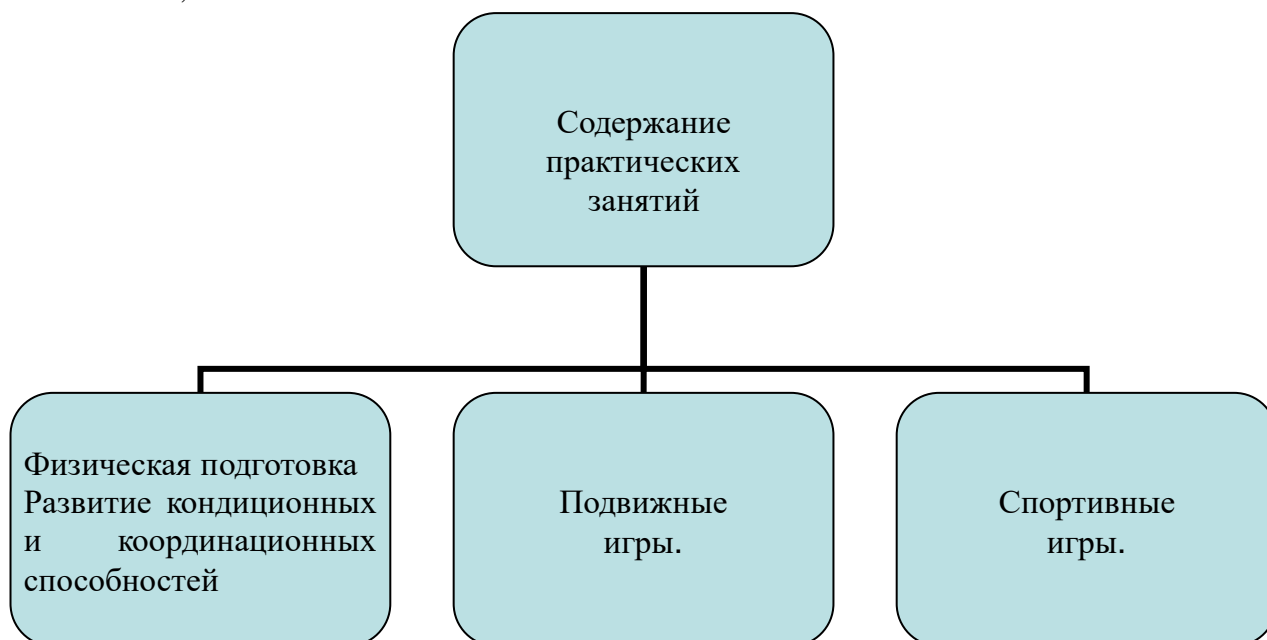 Содержание
практических
занятий
Физическая подготовка
Развитие кондиционных
и координационных
способностей
Подвижные
игры.
Спортивные
игры.